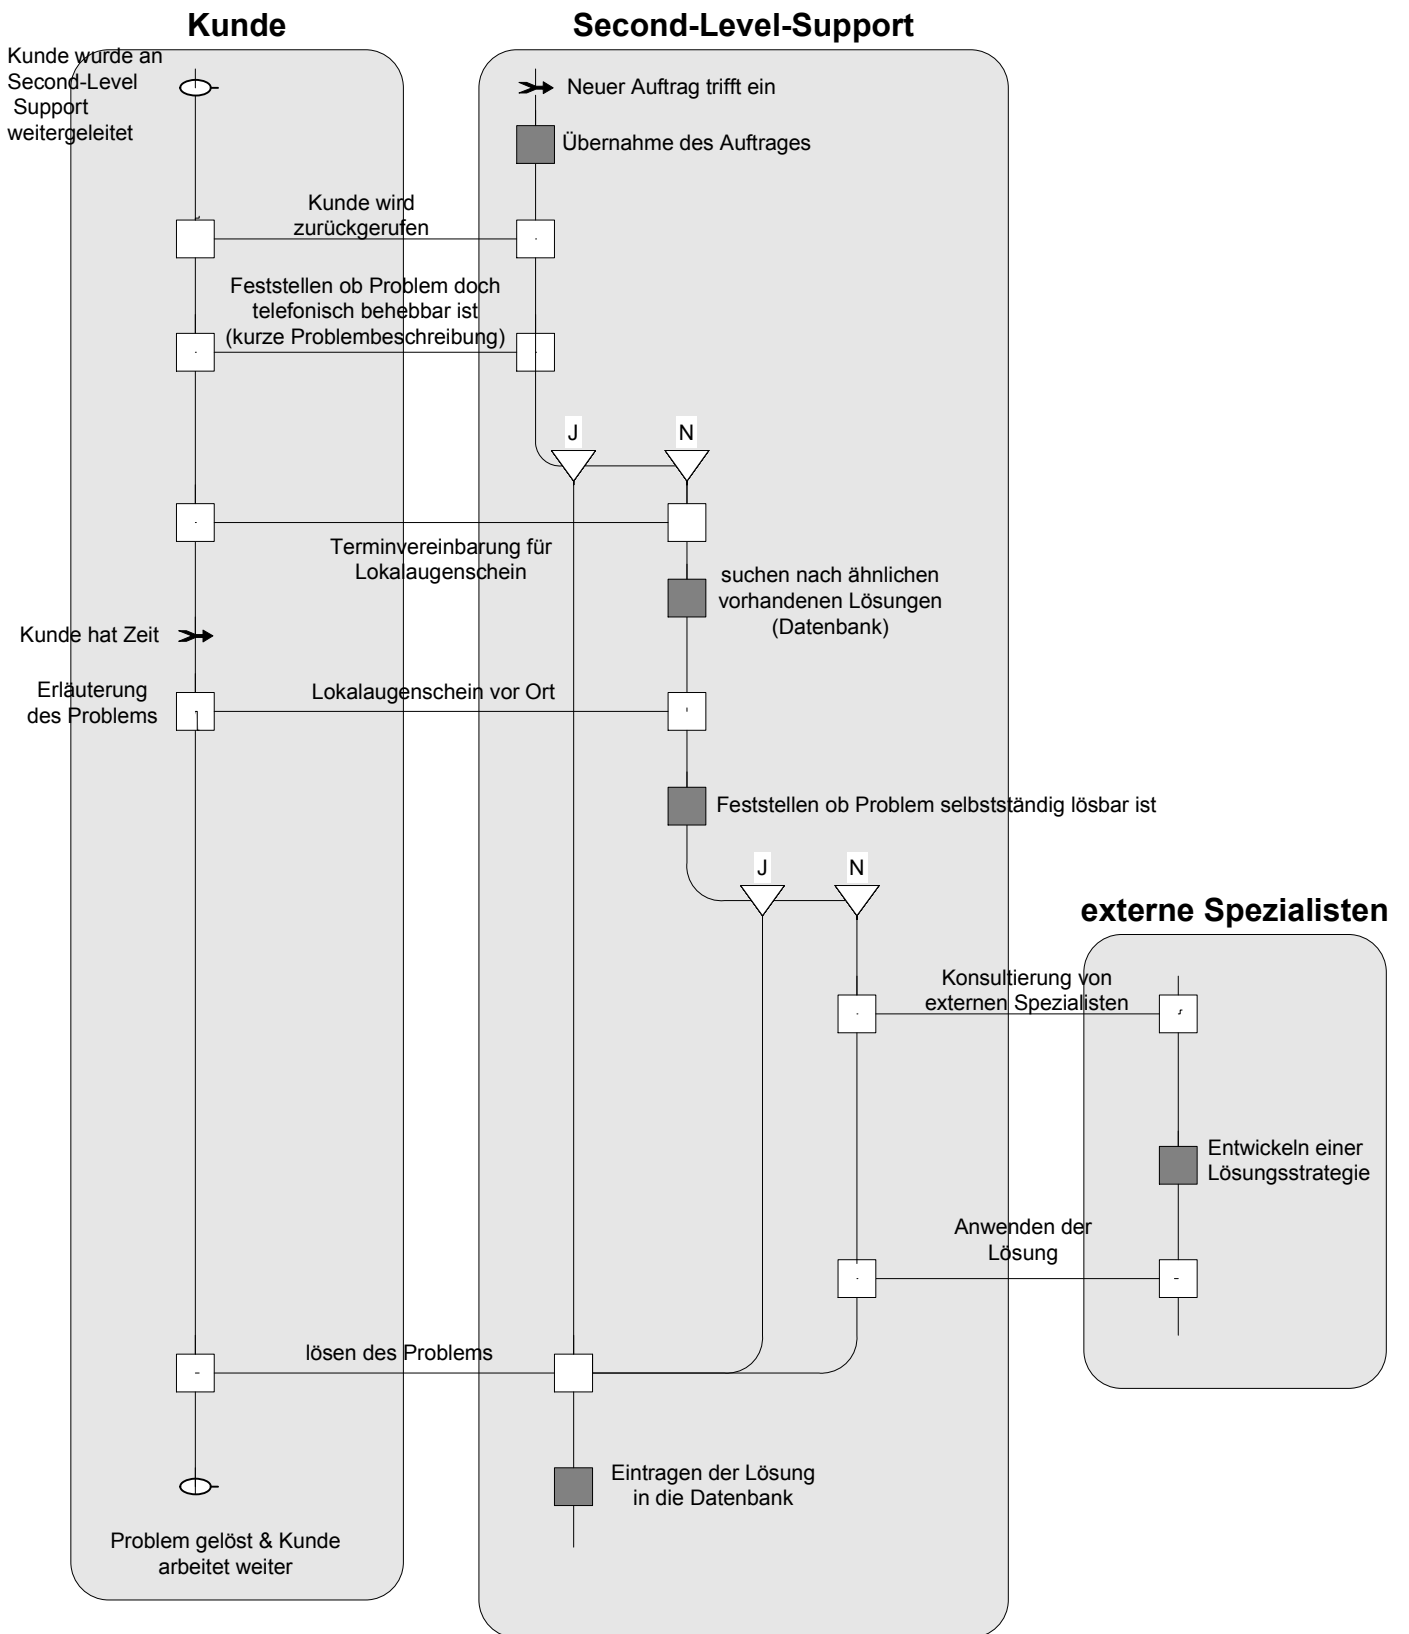 Kunde
Second-Level-Support
Kunde wurde an
Second-Level
Support
weitergeleitet
Neuer Auftrag trifft ein
Übernahme des Auftrages
Kunde wird
zurückgerufen
Feststellen ob Problem doch
telefonisch behebbar ist
(kurze Problembeschreibung)
J
N
Terminvereinbarung für
Lokalaugenschein
suchen nach ähnlichen
vorhandenen Lösungen
(Datenbank)
Kunde hat Zeit
Erläuterung
des Problems
Lokalaugenschein vor Ort
Feststellen ob Problem selbstständig lösbar ist
J
N
externe Spezialisten
Konsultierung von
externen Spezialisten
Entwickeln einer
Lösungsstrategie
Anwenden der
Lösung
lösen des Problems
Eintragen der Lösung
in die Datenbank
Problem gelöst & Kunde
arbeitet weiter